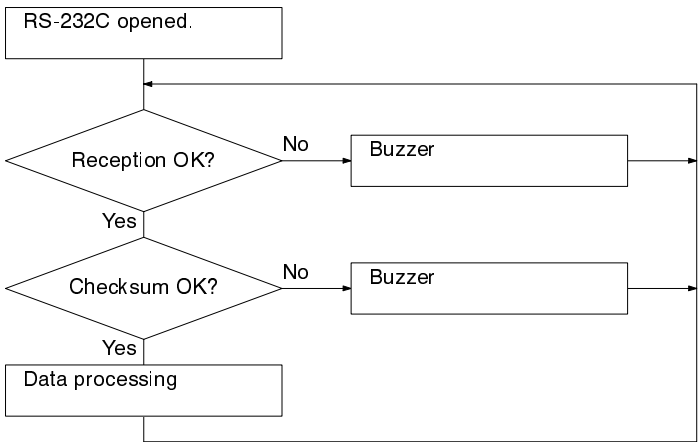 RS-232C opened.
Reception OK?
No
Buzzer
Yes
Checksum OK?
No
Buzzer
Yes
Data processing